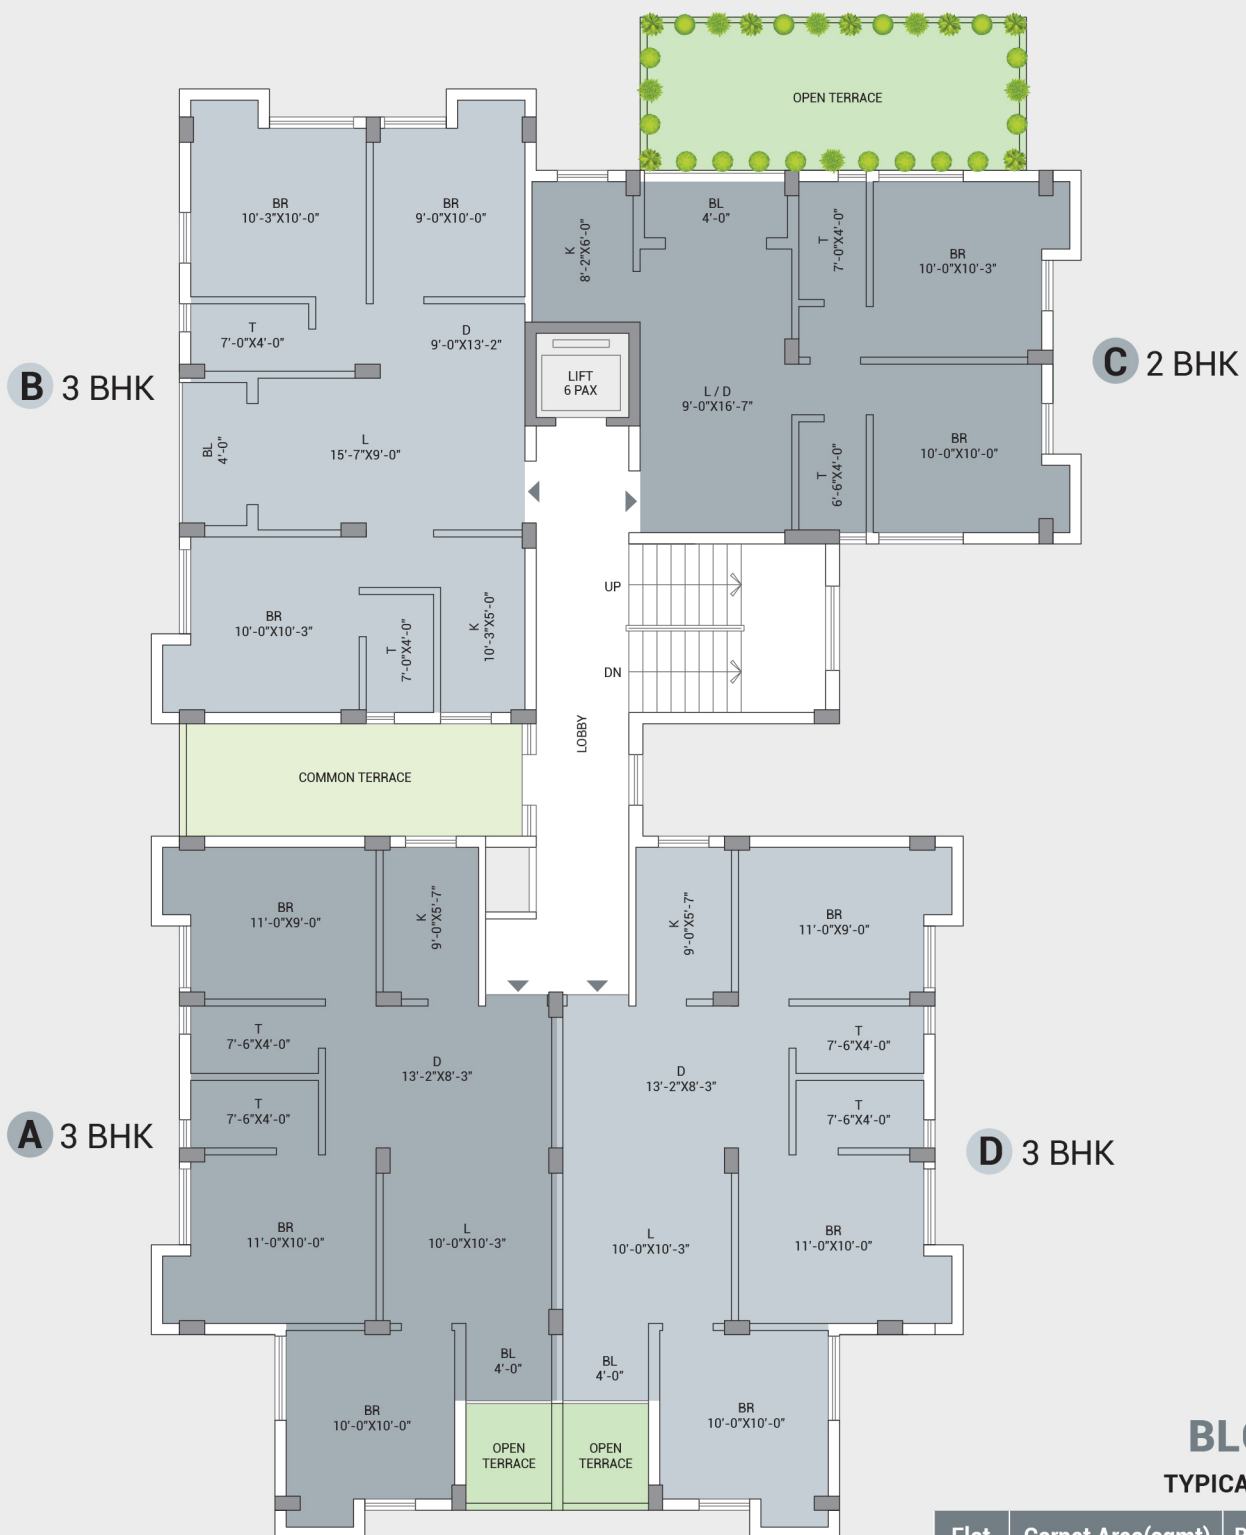 OPEN TERRACE
BR
10'-3"X10'-0"
BR
9'-0"X10'-0"
K
8'-2"X6'-0"
BL
4'-0"
T
7'-0"X4'-0"
BR
10'-0"X10'-3"
T
7'-0"X4'-0"
D
9'-0"X13'-2"
B 3 BHK
LIFT
6 PAX
L / D
9'-0"X16'-7"
C 2 BHK
BL
4'-0"
L
15'-7"X9'-0"
T
6'-6"X4'-0"
BR
10'-0"X10'-0"
UP
BR
10'-0"X10'-3"
T
7'-0"X4'-0"
K
10'-3"X5'-0"
DN
LOBBY
COMMON TERRACE
BR
11'-0"X9'-0"
K
9'-0"X5'-7"
K
9'-0"X5'-7"
BR
11'-0"X9'-0"
T
7'-6"X4'-0"
D
13'-2"X8'-3"
D
13'-2"X8'-3"
T
7'-6"X4'-0"
T
7'-6"X4'-0"
T
7'-6"X4'-0"
A 3 BHK
D 3 BHK
BR
11'-0"X10'-0"
L
10'-0"X10'-3"
L
10'-0"X10'-3"
BR
11'-0"X10'-0"
BL
4'-0"
BL
4'-0"
BR
10'-0"X10'-0"
BR
10'-0"X10'-0"
OPEN
TERRACE
OPEN
TERRACE
TYPICA
Flat Carpet Area(sqmt)